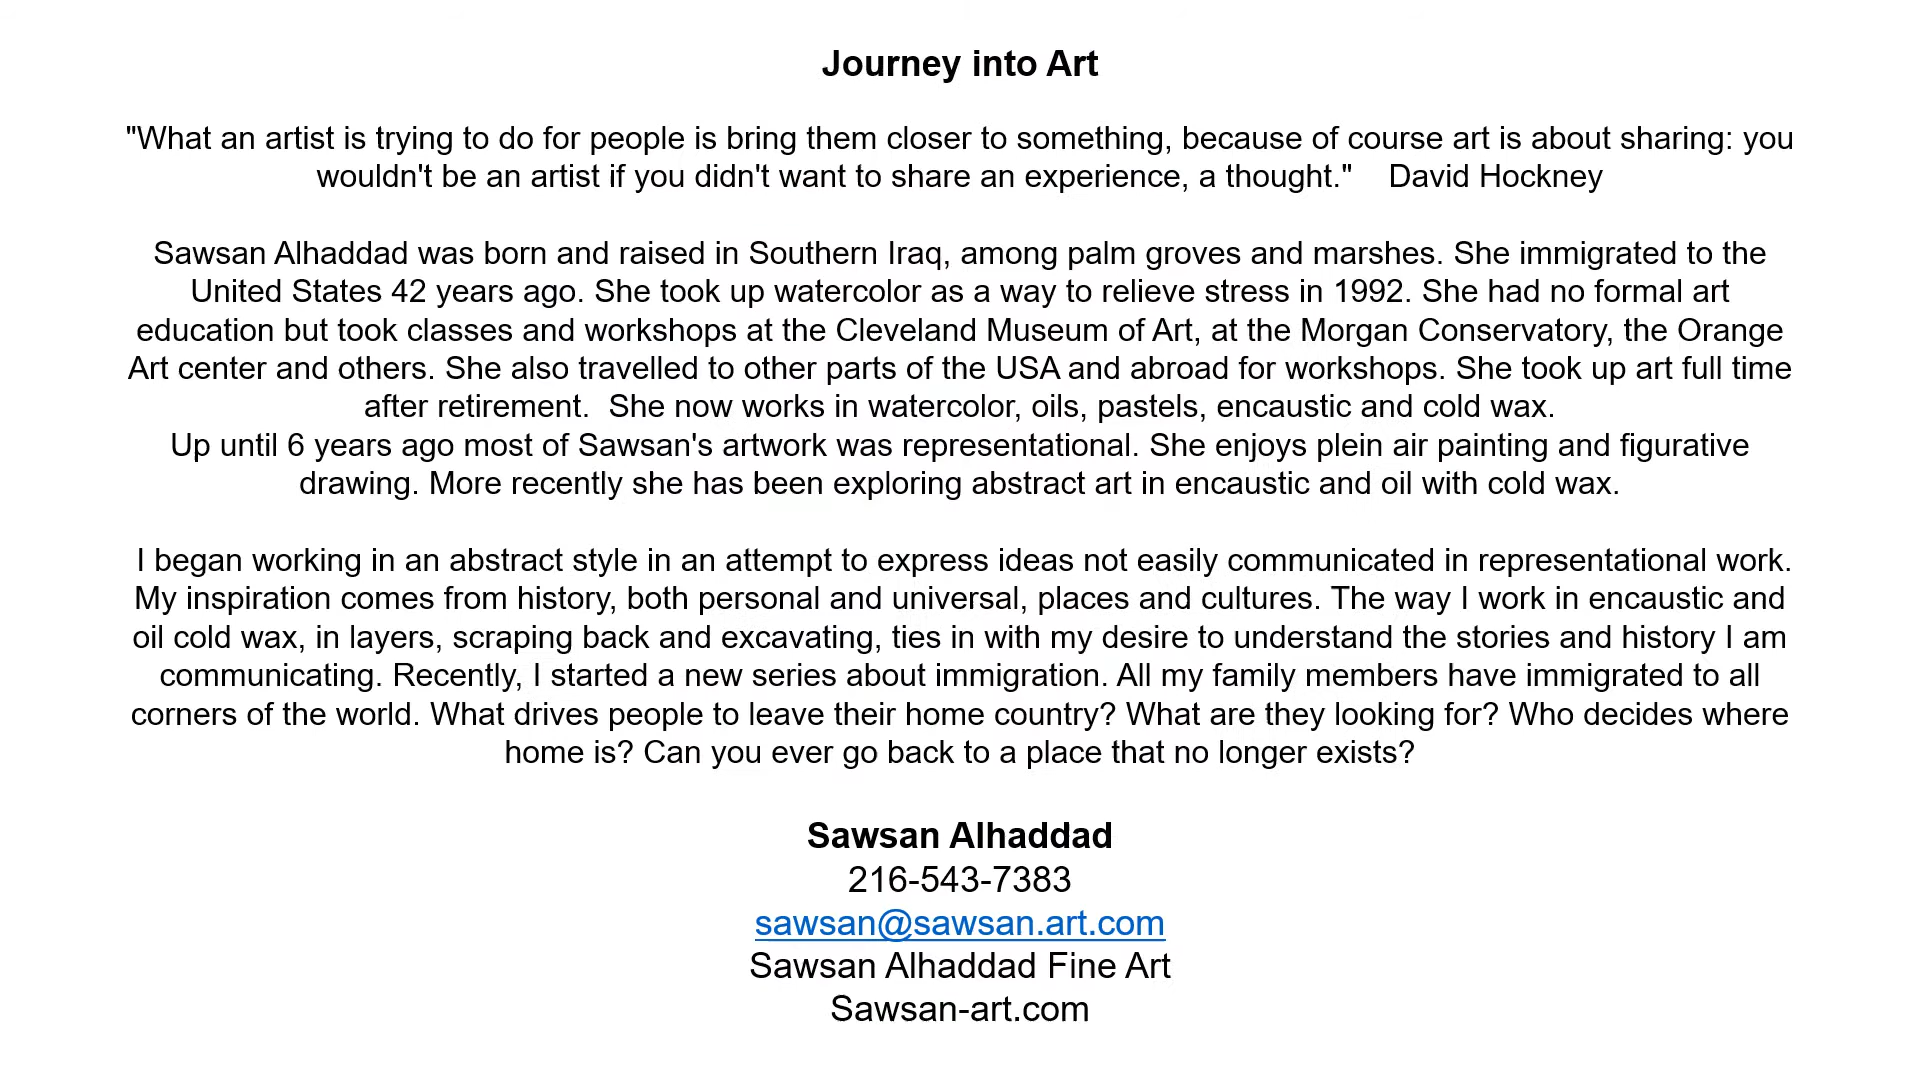 Journey into Art
"What an artist is trying to do for people is bring them closer to something, because of course art is about sharing: you
wouldn't be an artist if you didn't want to share an experience, a thought."    David Hockney
Sawsan Alhaddad was born and raised in Southern Iraq, among palm groves and marshes. She immigrated to the
United States 42 years ago. She took up watercolor as a way to relieve stress in 1992. She had no formal art
education but took classes and workshops at the Cleveland Museum of Art, at the Morgan Conservatory, the Orange
Art center and others. She also travelled to other parts of the USA and abroad for workshops. She took up art full time
after retirement.  She now works in watercolor, oils, pastels, encaustic and cold wax.
Up until 6 years ago most of Sawsan's artwork was representational. She enjoys plein air painting and figurative
drawing. More recently she has been exploring abstract art in encaustic and oil with cold wax.
I began working in an abstract style in an attempt to express ideas not easily communicated in representational work.
My inspiration comes from history, both personal and universal, places and cultures. The way I work in encaustic and
oil cold wax, in layers, scraping back and excavating, ties in with my desire to understand the stories and history I am
communicating. Recently, I started a new series about immigration. All my family members have immigrated to all
corners of the world. What drives people to leave their home country? What are they looking for? Who decides where
home is? Can you ever go back to a place that no longer exists?
Sawsan Alhaddad
216-543-7383
sawsan@sawsan.art.com
Sawsan Alhaddad Fine Art
Sawsan-art.com